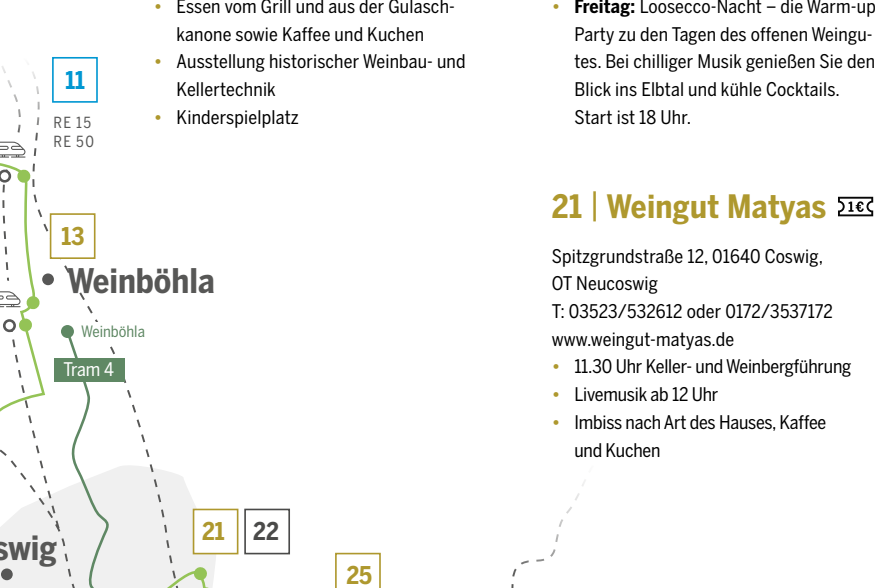 • Essen vom Grill und aus der Gulasch-
kanone sowie Kaffee und Kuchen
• Ausstellung historischer Weinbau- und
Kellertechnik
• Kinderspielplatz
• Freitag: Loosecco-Nacht – die Warm-up
Party zu den Tagen des offenen Weingu-
tes. Bei chilliger Musik genießen Sie den
Blick ins Elbtal und kühle Cocktails.
Start ist 18 Uhr.
21 | Weingut Matyas 1€
Spitzgrundstraße 12, 01640 Coswig,
OT Neucoswig
T: 03523/532612 oder 0172/3537172
www.weingut-matyas.de
• 11.30 Uhr Keller- und Weinbergführung
• Livemusik ab 12 Uhr
• Imbiss nach Art des Hauses, Kaffee
und Kuchen
11
RE 15
RE 50
13
Weinböhla
Weinböhla
Tram 4
21 22
swig
25